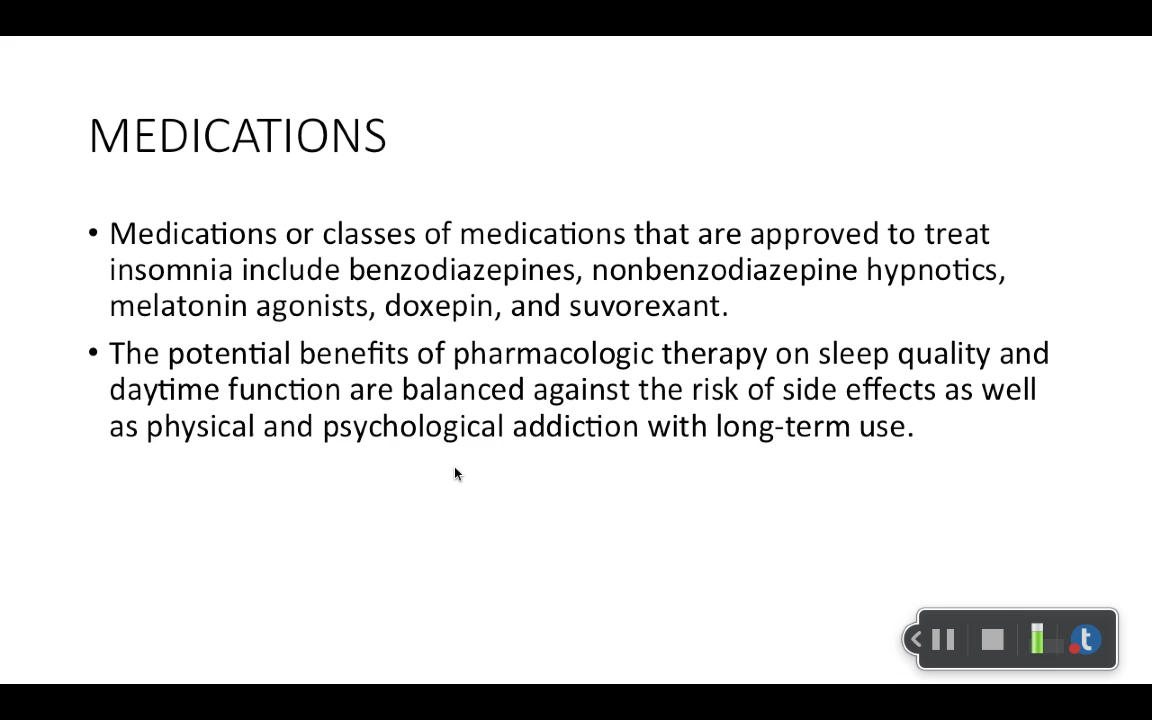 MEDICATIONS
• Medications or classes of medications that are approved to treat
insomnia include benzodiazepines, nonbenzodiazepine hypnotics,
melatonin agonists, doxepin, and suvorexant.
• The potential benefits of pharmacologic therapy on sleep quality and
daytime function are balanced against the risk of side effects as well
as physical and psychological addiction with long-term use.
t